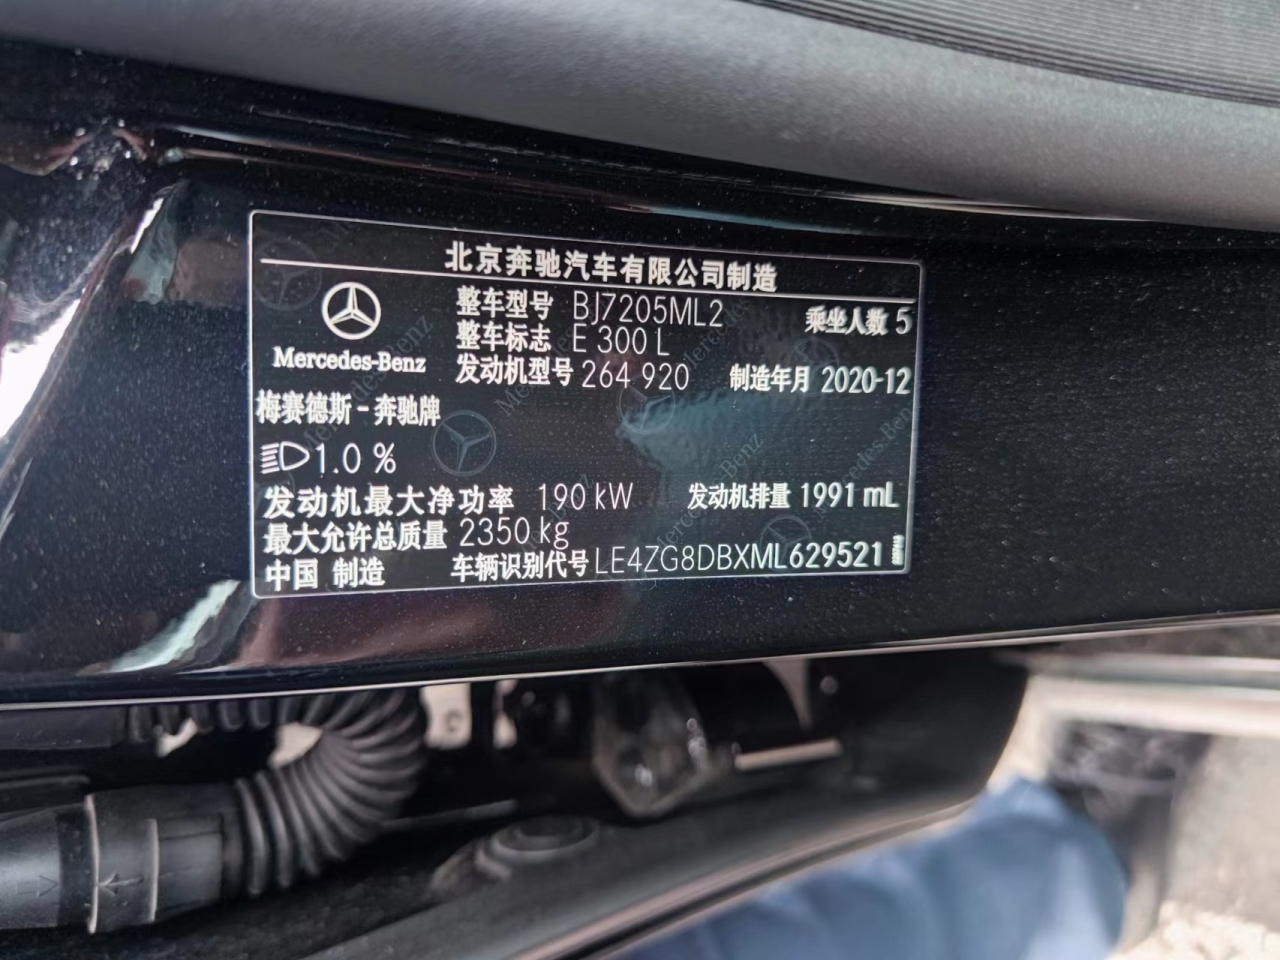 北京奔驰汽车有限公司制造
整车型号 BJ7205ML2 乘坐人数 5
整车标志 E 300 L
Mercedes-Benz
发动机型号 264 920 制造年月 2020-12
梅赛德斯-奔驰牌
1.0 %
发动机最大净功率 190 kW 发动机排量 1991 mL
最大允许总质量 2350 kg
中国 制造 车辆识别代号 LE4ZG8DBXML629521